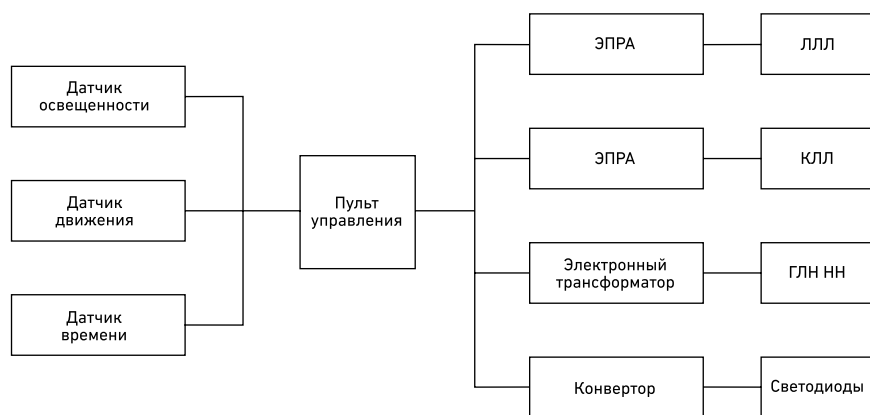 Датчик
освещенности
Датчик
движения
Датчик
времени
Пульт
управления
ЭПРА
ЛЛЛ
ЭПРА
КЛЛ
Электронный
трансформатор
ГЛН НН
Конвертор
Светодиоды